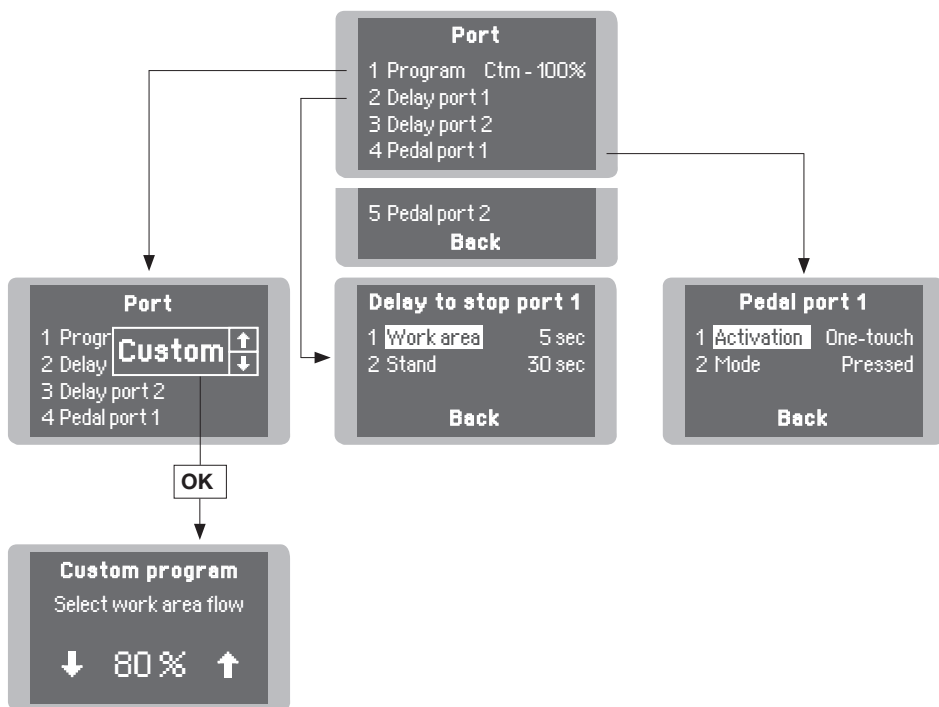 Port
1 Program Ctm - 100%
2 Delay port 1
3 Delay port 2
4 Pedal port 1
5 Pedal port 2
Back
Port
1 Progr
2 Delay
Custom
3 Delay port 2
4 Pedal port 1
Delay to stop port 1
1 Work area 5 sec
2 Stand 30 sec
Back
Pedal port 1
1 Activation One-touch
2 Mode Pressed
Back
OK
Custom program
Select work area flow
80 %